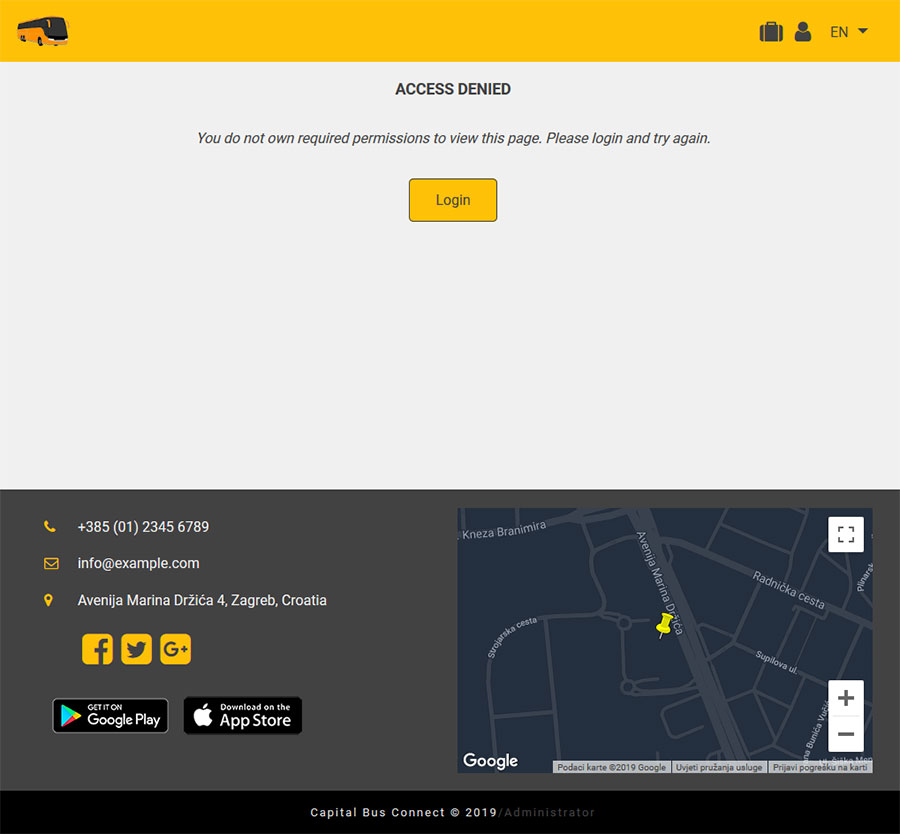 EN
ACCESS DENIED
You do not own required permissions to view this page. Please login and try again.
Login
+385 (01) 2345 6789
info@example.com
Avenija Marina Držića 4, Zagreb, Croatia
GET IT ON
Google Play
Download on the
App Store
Kneza Branimira
Avenija Marina Držića
Radnička cesta
Strojarska cesta
Supilova ul.
Google
Podaci karte ©2019 Google
Uvjeti pružanja usluge
Prijavi pogrešku na karti
Capital Bus Connect © 2019/Administrator